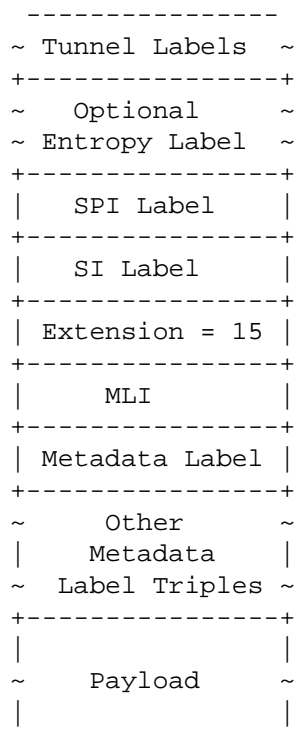 Tunnel Labels
Optional
Entropy Label
SPI Label
SI Label
Extension = 15
MLI
Metadata Label
Other
Metadata
Label Triples
Payload